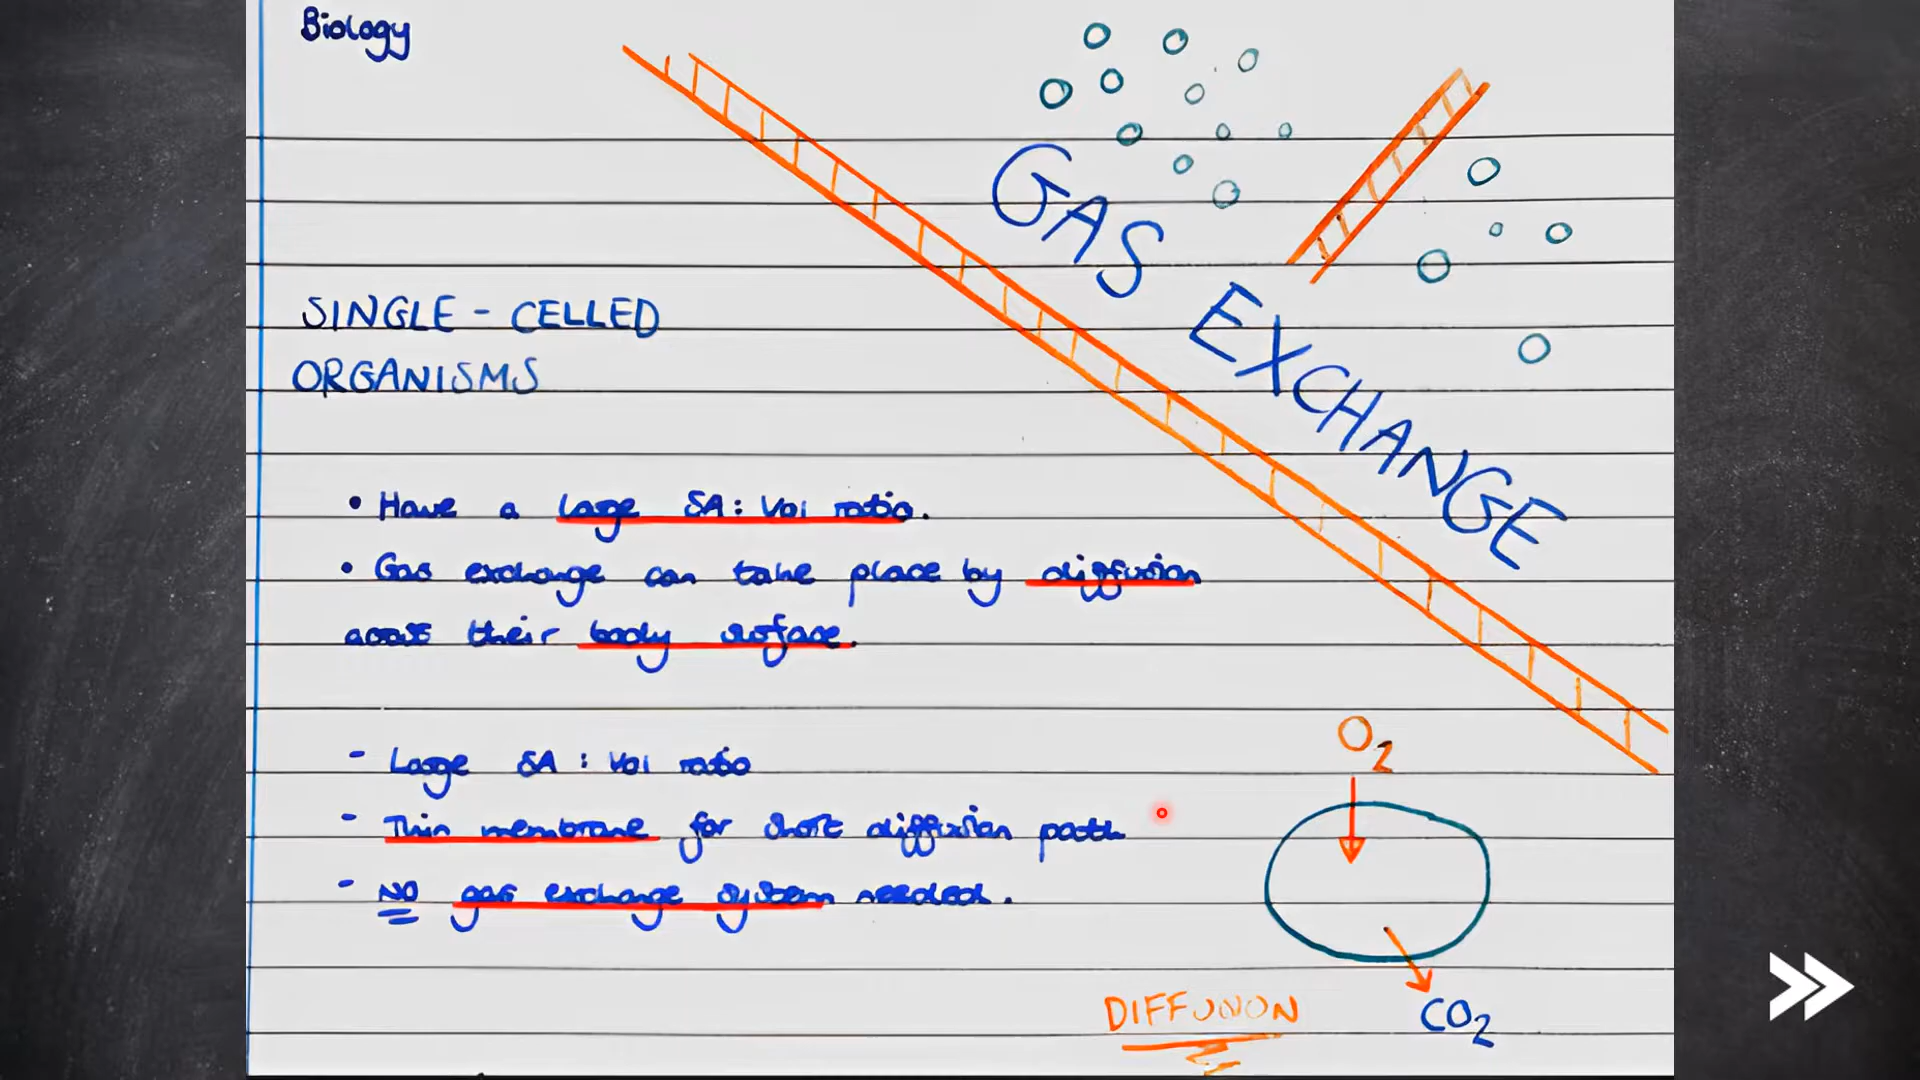 Biology
GAS EXCHANGE
SINGLE - CELLED
ORGANISMS
• Have a large SA : Vol ratio.
• Gas exchange can take place by diffusion
across their body surface.
- Large SA : Vol ratio
- Thin membrane for short diffusion path
- NO gas exchange system needed.
O2
CO2
DIFFUSION